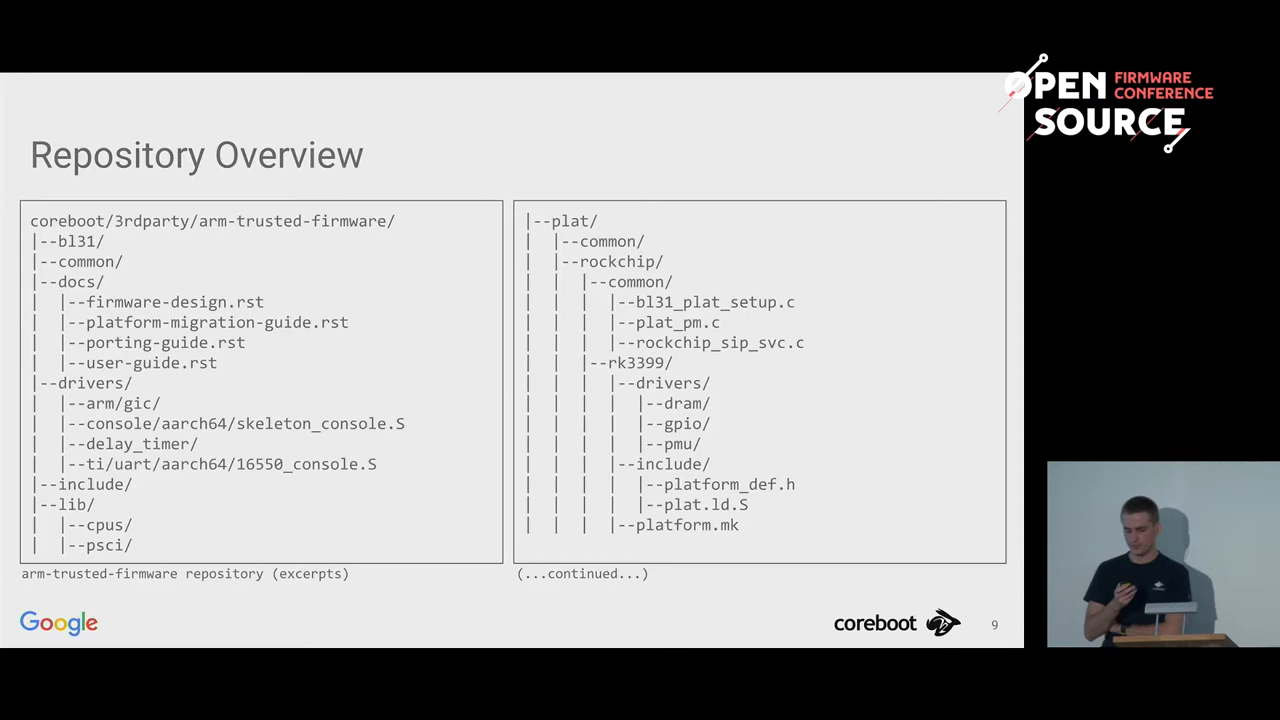 OPEN FIRMWARE
CONFERENCE
SOURCE
Repository Overview
coreboot/3rdparty/arm-trusted-firmware/
|--bl31/
|--common/
|--docs/
|  |--firmware-design.rst
|  |--platform-migration-guide.rst
|  |--porting-guide.rst
|  |--user-guide.rst
|--drivers/
|  |--arm/gic/
|  |--console/aarch64/skeleton_console.S
|  |--delay_timer/
|  |--ti/uart/aarch64/16550_console.S
|--include/
|--lib/
|  |--cpus/
|  |--psci/
arm-trusted-firmware repository (excerpts)
|--plat/
|  |--common/
|  |--rockchip/
|  |  |--common/
|  |  |  |--bl31_plat_setup.c
|  |  |  |--plat_pm.c
|  |  |  |--rockchip_sip_svc.c
|  |  |--rk3399/
|  |  |  |--drivers/
|  |  |  |  |--dram/
|  |  |  |  |--gpio/
|  |  |  |  |--pmu/
|  |  |  |--include/
|  |  |  |  |--platform_def.h
|  |  |  |  |--plat.ld.S
|  |  |  |--platform.mk
(...continued...)
Google
coreboot
9